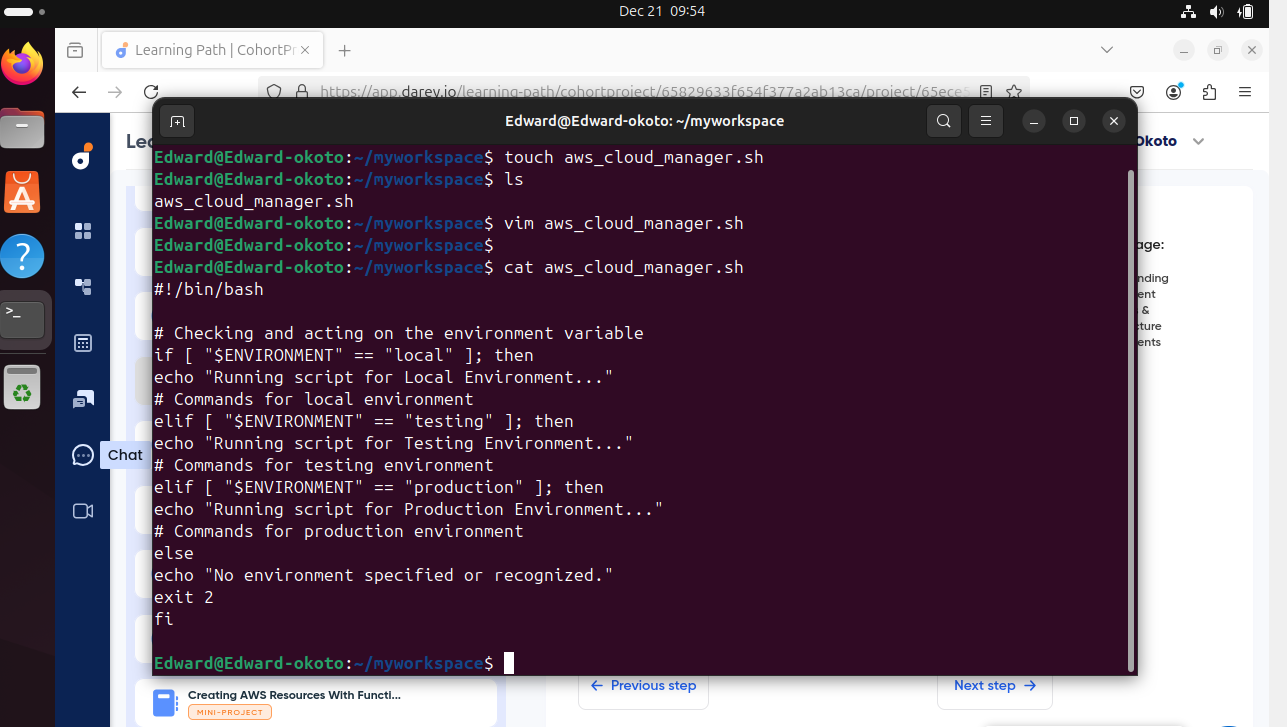 Dec 21 09:54
Learning Path | CohortPr
https://app.darey.io/learning-path/cohortproject/65829633f654f377a2ab13ca/project/65ece5
Edward@Edward-okoto: ~/myworkspace
Lea
Okoto
Edward@Edward-okoto:~/myworkspace$ touch aws_cloud_manager.sh
Edward@Edward-okoto:~/myworkspace$ ls
aws_cloud_manager.sh
Edward@Edward-okoto:~/myworkspace$ vim aws_cloud_manager.sh
Edward@Edward-okoto:~/myworkspace$
Edward@Edward-okoto:~/myworkspace$ cat aws_cloud_manager.sh
#!/bin/bash
# Checking and acting on the environment variable
if [ "$ENVIRONMENT" == "local" ]; then
echo "Running script for Local Environment..."
# Commands for local environment
elif [ "$ENVIRONMENT" == "testing" ]; then
echo "Running script for Testing Environment..."
# Commands for testing environment
elif [ "$ENVIRONMENT" == "production" ]; then
echo "Running script for Production Environment..."
# Commands for production environment
else
echo "No environment specified or recognized."
exit 2
fi
Edward@Edward-okoto:~/myworkspace$
age:
nding
ent
&
cture
ents
Chat
Creating AWS Resources With Functi...
MINI-PROJECT
← Previous step
Next step →